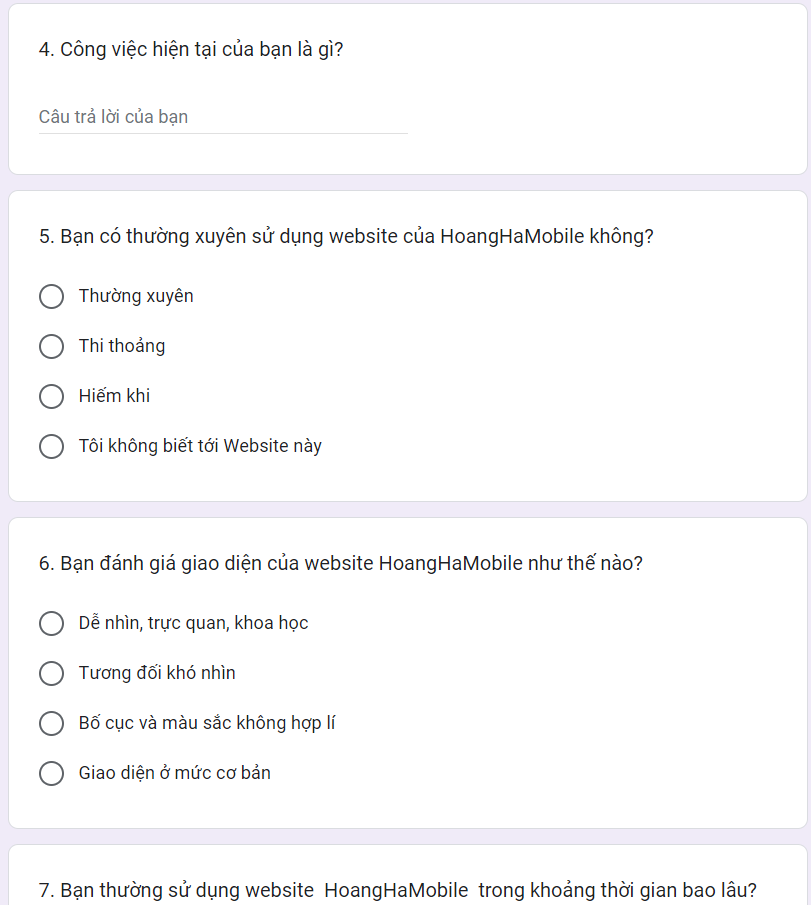 4. Công việc hiện tại của bạn là gì?
Câu trả lời của bạn
5. Bạn có thường xuyên sử dụng website của HoangHaMobile không?
Thường xuyên
Thi thoảng
Hiếm khi
Tôi không biết tới Website này
6. Bạn đánh giá giao diện của website HoangHaMobile như thế nào?
Dễ nhìn, trực quan, khoa học
Tương đối khó nhìn
Bố cục và màu sắc không hợp lí
Giao diện ở mức cơ bản
7. Bạn thường sử dụng website  HoangHaMobile  trong khoảng thời gian bao lâu?